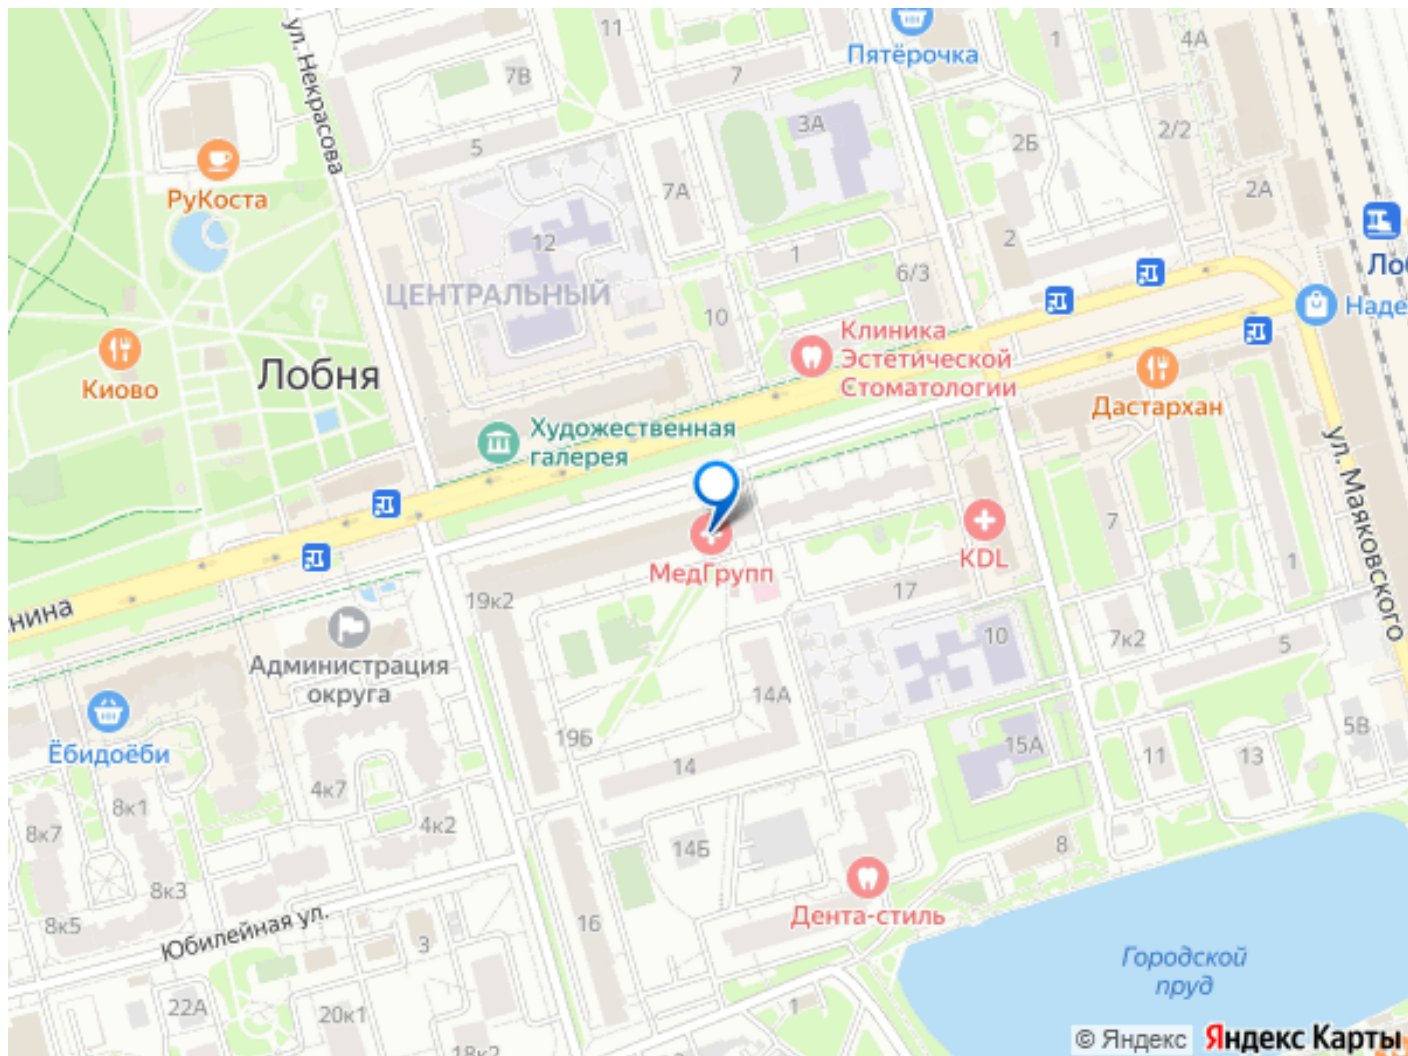 ул. Некрасова
11
7В
7
Пятёрочка
1
4А
3А
2/2
2Б
5
РуКоста
7А
2А
12
2
1
6/3
Ло
ЦЕНТРАЛЬНЫЙ
10
Наде
Клиника
Эстетической
Стоматологии
Киово
Лобня
Дастархан
Художественная
галерея
ул. Маяковского
7
KDL
МедГрупп
1
17
19к2
нина
10
7к2
5
Администрация
округа
14А
5В
19Б
15А
11
13
Ёбидоёби
14
4к7
8к1
8к7
4к2
14Б
8
8к3
Дента-стиль
16
8к5
Юбилейная ул.
3
Городской
пруд
22А
20к1
1
18к2
© Яндекс
Яндекс Карты